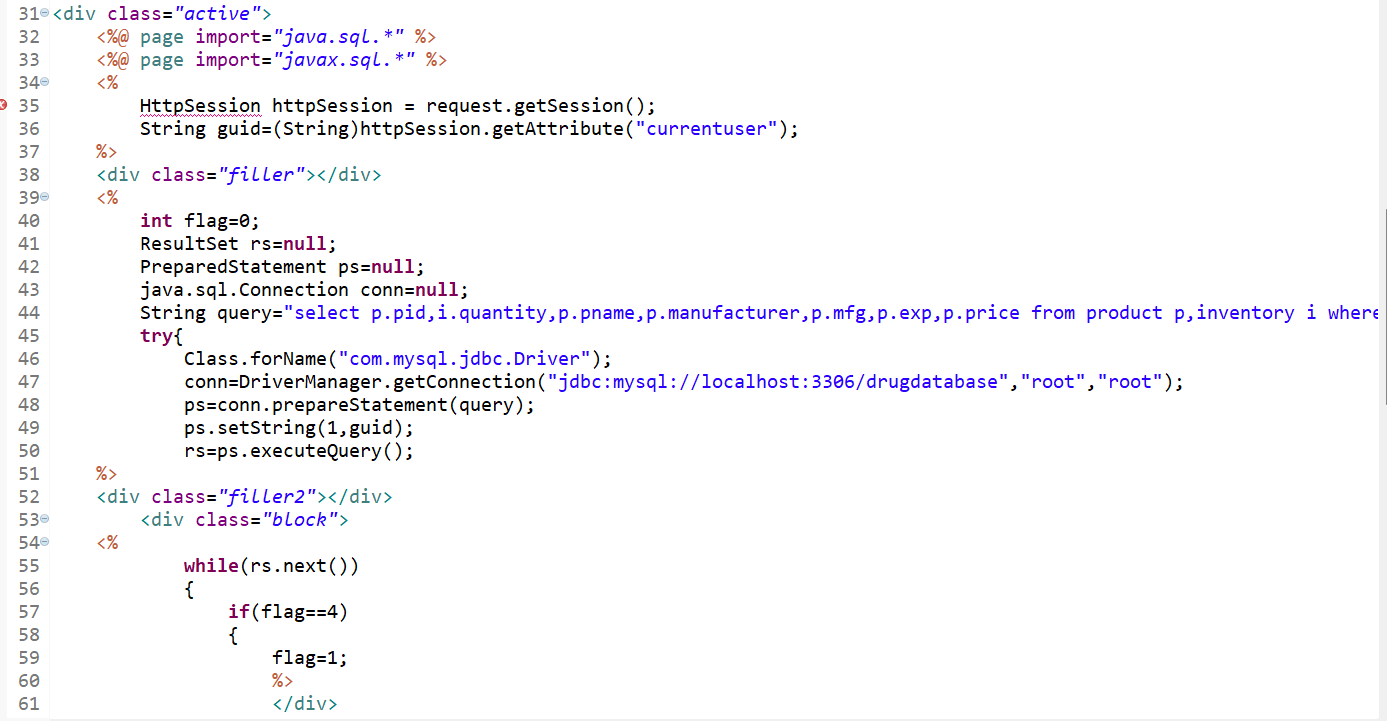 31 <div class="active">
32 <%@ page import="java.sql.*" %>
33 <%@ page import="javax.sql.*" %>
34 <%
35 HttpSession httpSession = request.getSession();
36 String guid=(String)httpSession.getAttribute("currentuser");
37 %>
38 <div class="filler"></div>
39 <%
40 int flag=0;
41 ResultSet rs=null;
42 PreparedStatement ps=null;
43 java.sql.Connection conn=null;
44 String query="select p.pid,i.quantity,p.pname,p.manufacturer,p.mfg,p.exp,p.price from product p,inventory i where
45 try{
46 Class.forName("com.mysql.jdbc.Driver");
47 conn=DriverManager.getConnection("jdbc:mysql://localhost:3306/drugdatabase","root","root");
48 ps=conn.prepareStatement(query);
49 ps.setString(1,guid);
50 rs=ps.executeQuery();
51 %>
52 <div class="filler2"></div>
53 <div class="block">
54 <%
55 while(rs.next())
56 {
57 if(flag==4)
58 {
59 flag=1;
60 %>
61 </div>